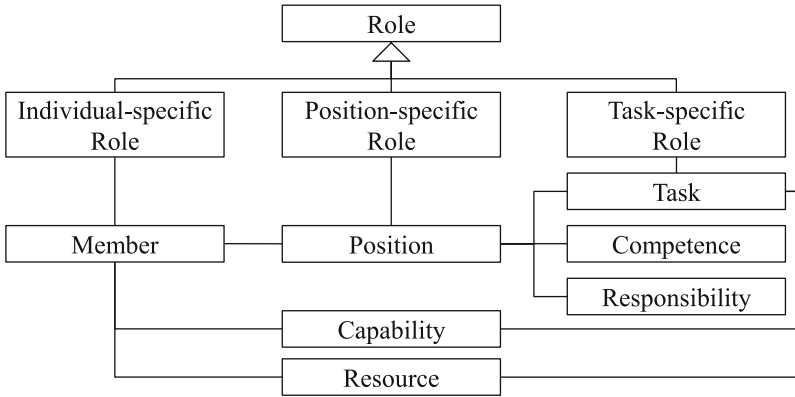 Role
Individual-specific
Role
Position-specific
Role
Task-specific
Role
Task
Member
Position
Competence
Responsibility
Capability
Resource